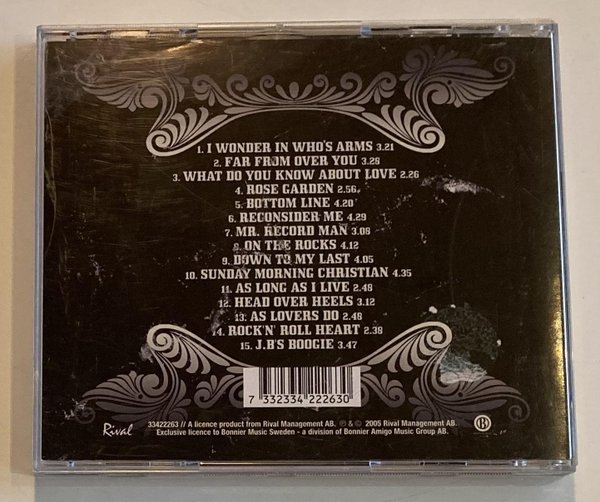 1. I WONDER IN WHO'S ARMS 3.21
2. FAR FROM OVER YOU 3.28
3. WHAT DO YOU KNOW ABOUT LOVE 2.26
4. ROSE GARDEN 2.56
5. BOTTOM LINE 4.20
6. RECONSIDER ME 4.29
7. MR. RECORD MAN 3.08
8. ON THE ROCKS 4.12
9. DOWN TO MY LAST 4.05
10. SUNDAY MORNING CHRISTIAN 4.35
11. AS LONG AS I LIVE 2.48
12. HEAD OVER HEELS 3.12
13. AS LOVERS DO 2.48
14. ROCK'N' ROLL HEART 2.38
15. J.B'S BOOGIE 3.47
7 332334 222630
Rival
33422263 // A licence product from Rival Management AB. ℗ & © 2005 Rival Management AB.
Exclusive licence to Bonnier Music Sweden - a division of Bonnier Amigo Music Group AB.
B